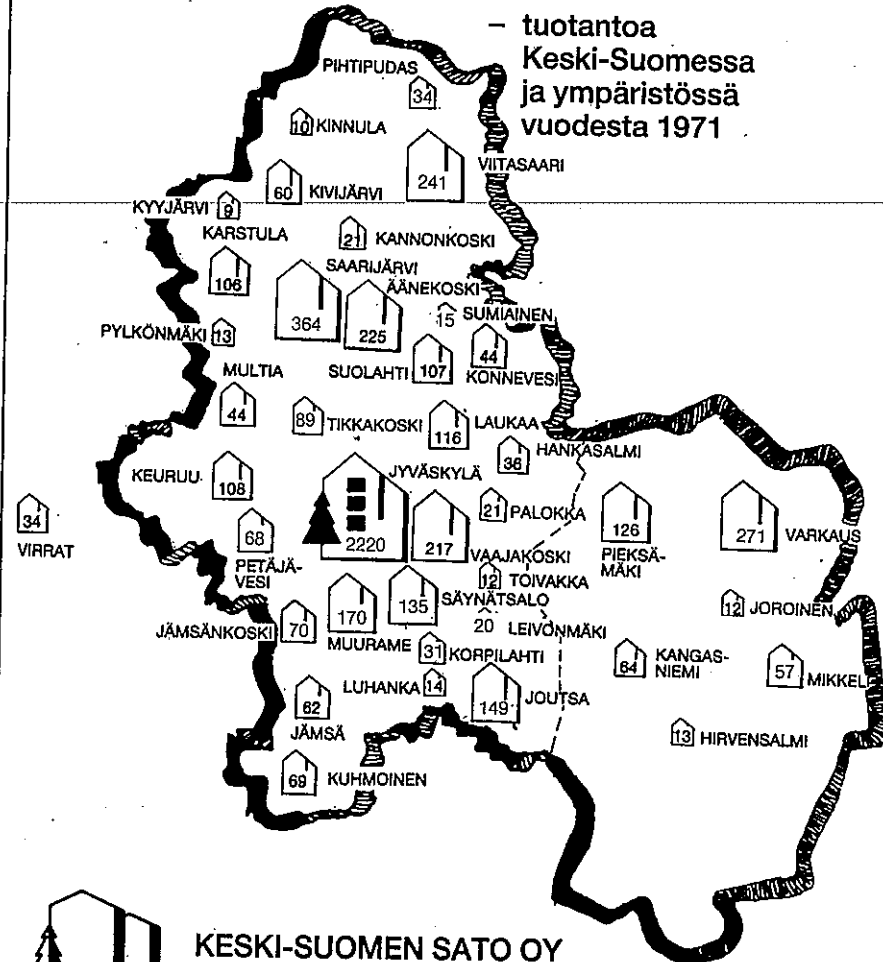 – tuotantoa
Keski-Suomessa
ja ympäristössä
vuodesta 1971
PIHTIPUDAS
34
10 KINNULA
VIITASAARI
241
60 KIVIJÄRVI
KYYJÄRVI 9
KARSTULA
106
21 KANNONKOSKI
SAARIJÄRVI
364
ÄÄNEKOSKI
225
15 SUMIAINEN
PYLKÖNMÄKI 13
SUOLAHTI 107
44
KONNEVESI
MULTIA
44
89 TIKKAKOSKI
LAUKAA
116
HANKASALMI
36
KEURUU
108
JYVÄSKYLÄ
2220
21 PALOKKA
34
VIRRAT
68
PETÄJÄ-
VESI
217
VAAJAKOSKI
126
PIEKSÄ-
MÄKI
271
VARKAUS
12 TOIVAKKA
JÄMSÄNKOSKI 70
170
MUURAME
135
SÄYNÄTSALO
20 LEIVONMÄKI
12 JOROINEN
31 KORPILAHTI
64 KANGAS-
NIEMI
57 MIKKELI
LUHANKA 14
149 JOUTSA
62
JÄMSÄ
13 HIRVENSALMI
69 KUHMOINEN
KESKI-SUOMEN SATO OY